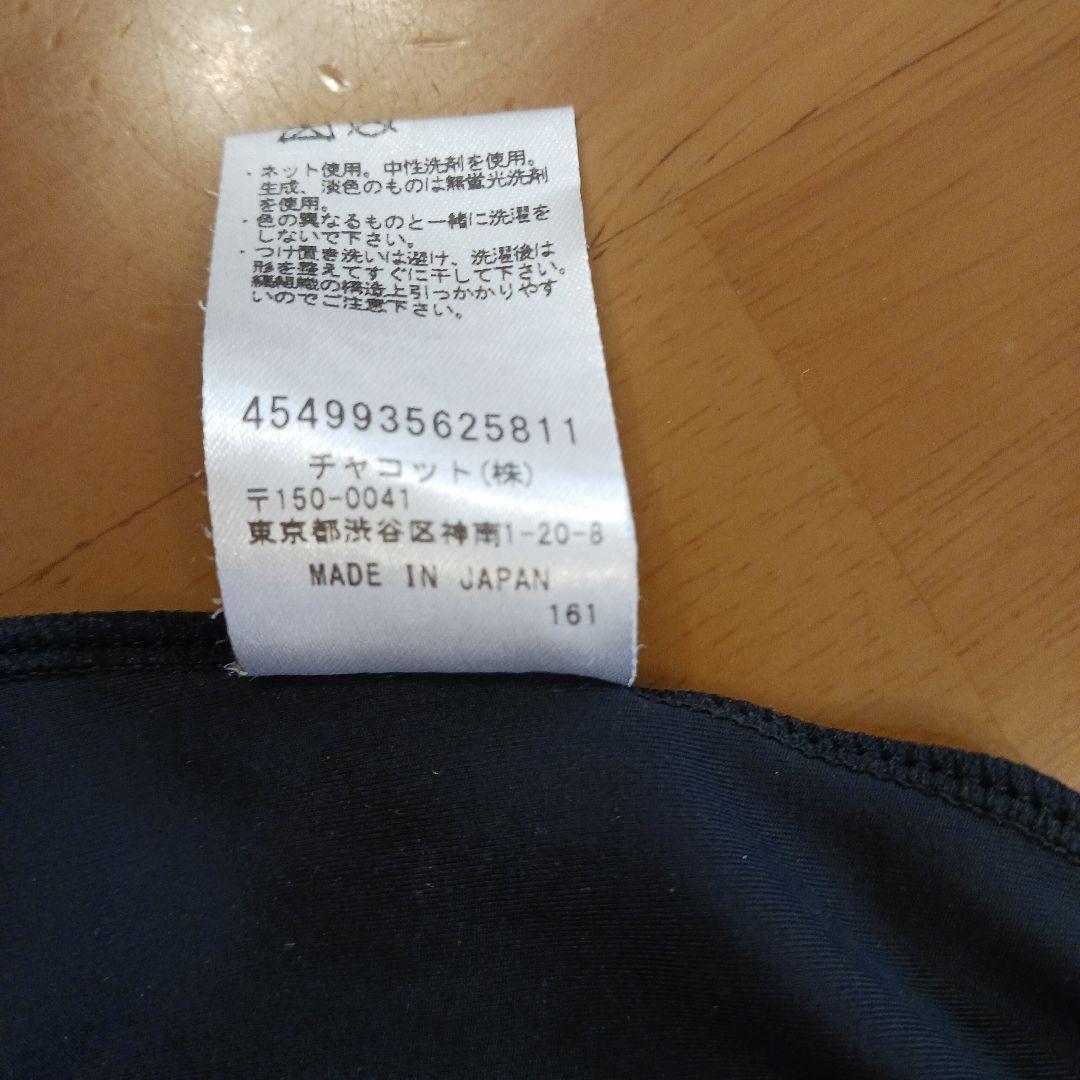 ・ネット使用。中性洗剤を使用。
生成、淡色のものは無蛍光洗剤
を使用。
・色の異なるものと一緒に洗濯を
しないで下さい。
・つけ置き洗いは避け、洗濯後は
形を整えてすぐに干して下さい。
編組織の構造上引っかかりやす
いのでご注意下さい。
4549935625811
チャコット(株)
〒150-0041
東京都渋谷区神南1-20-8
MADE IN JAPAN
161